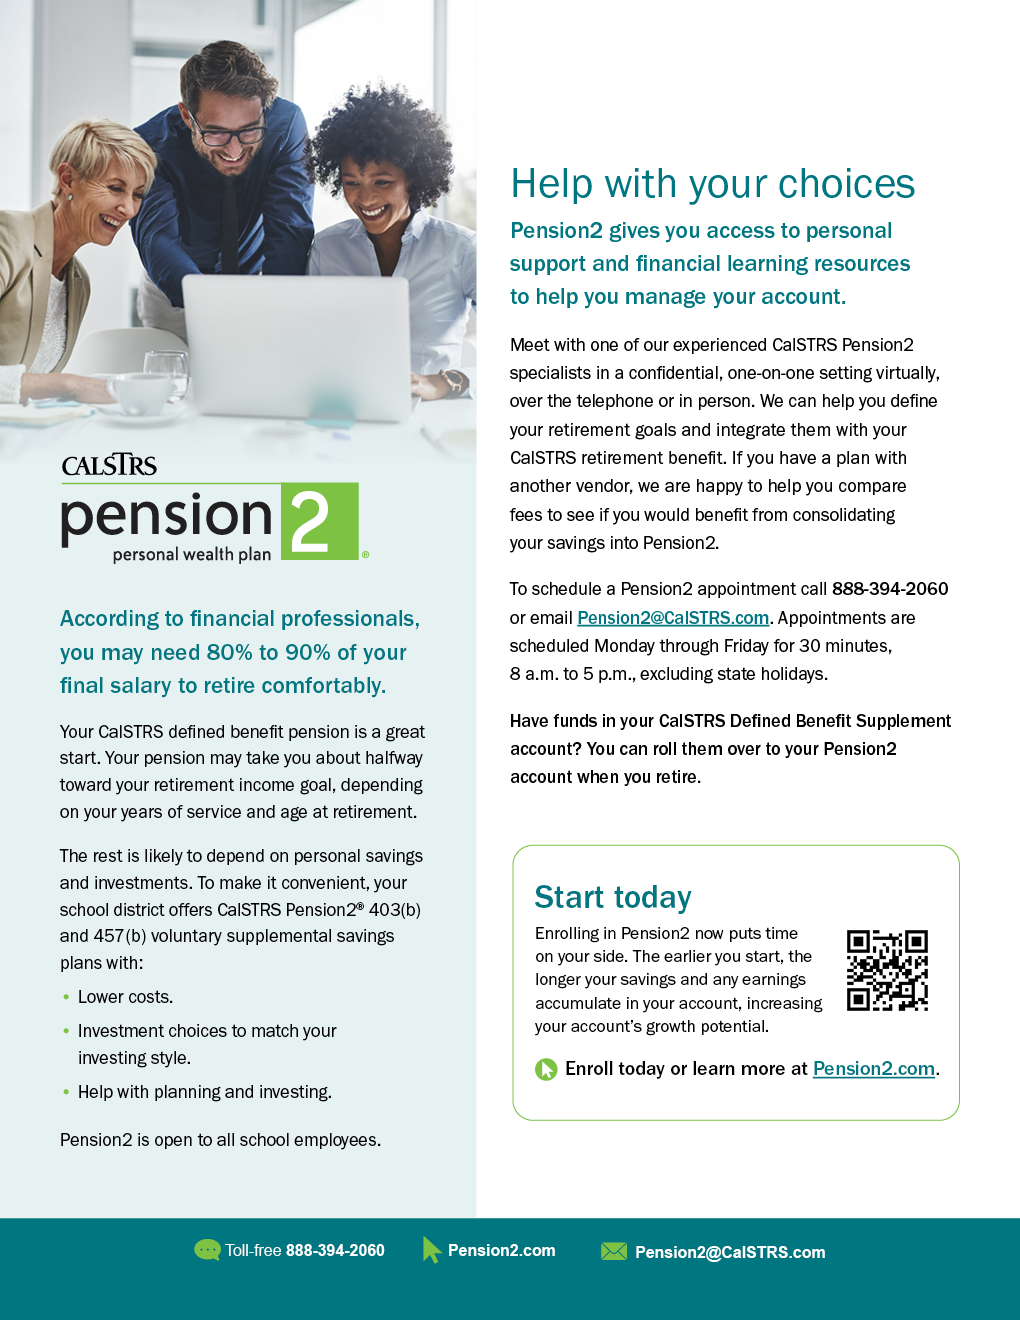 CALSTRS
pension2®
personal wealth plan
According to financial professionals,
you may need 80% to 90% of your
final salary to retire comfortably.
Your CalSTRS defined benefit pension is a great
start. Your pension may take you about halfway
toward your retirement income goal, depending
on your years of service and age at retirement.
The rest is likely to depend on personal savings
and investments. To make it convenient, your
school district offers CalSTRS Pension2® 403(b)
and 457(b) voluntary supplemental savings
plans with:
• Lower costs.
• Investment choices to match your
investing style.
• Help with planning and investing.
Pension2 is open to all school employees.
Help with your choices
Pension2 gives you access to personal
support and financial learning resources
to help you manage your account.
Meet with one of our experienced CalSTRS Pension2
specialists in a confidential, one-on-one setting virtually,
over the telephone or in person. We can help you define
your retirement goals and integrate them with your
CalSTRS retirement benefit. If you have a plan with
another vendor, we are happy to help you compare
fees to see if you would benefit from consolidating
your savings into Pension2.
To schedule a Pension2 appointment call 888-394-2060
or email Pension2@CalSTRS.com. Appointments are
scheduled Monday through Friday for 30 minutes,
8 a.m. to 5 p.m., excluding state holidays.
Have funds in your CalSTRS Defined Benefit Supplement
account? You can roll them over to your Pension2
account when you retire.
Start today
Enrolling in Pension2 now puts time
on your side. The earlier you start, the
longer your savings and any earnings
accumulate in your account, increasing
your account's growth potential.
Enroll today or learn more at Pension2.com.
Toll-free 888-394-2060
Pension2.com
Pension2@CalSTRS.com